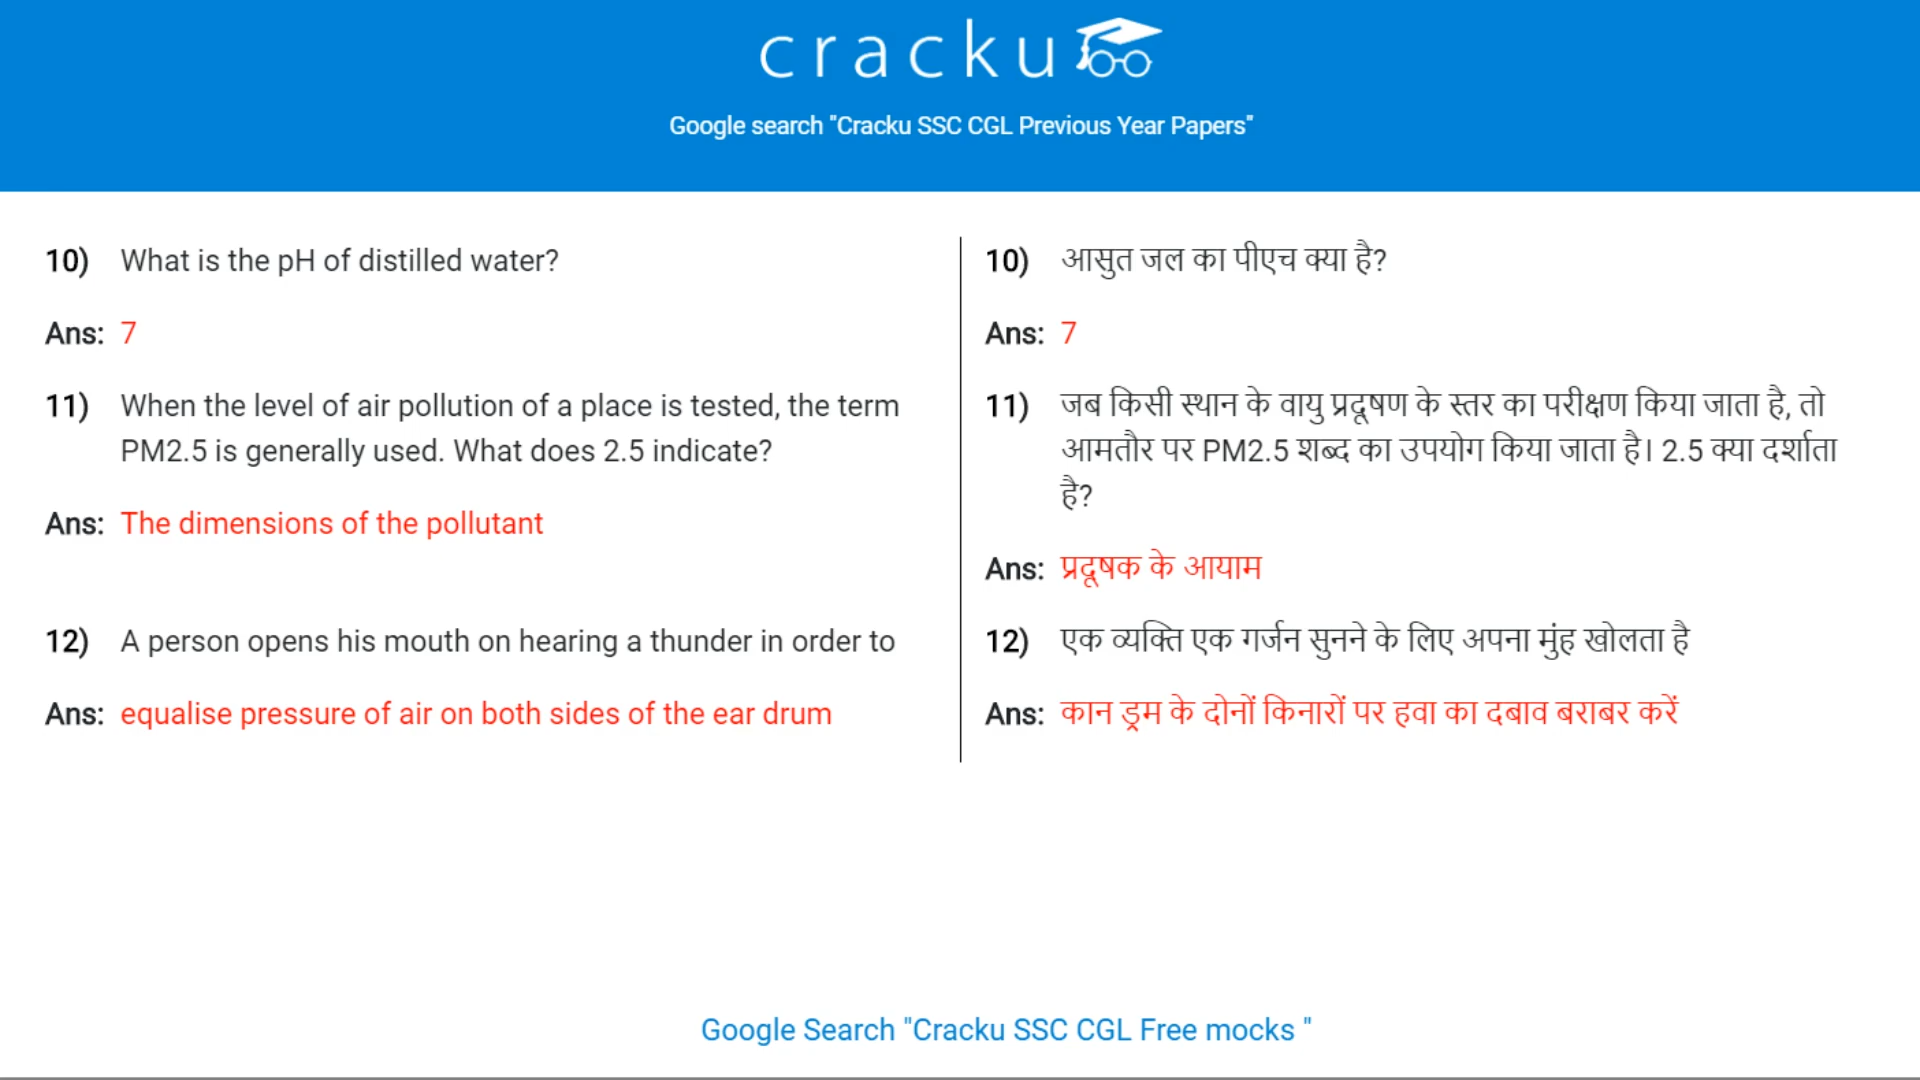 cracku
Google search "Cracku SSC CGL Previous Year Papers"
10) What is the pH of distilled water?
Ans: 7
11) When the level of air pollution of a place is tested, the term
PM2.5 is generally used. What does 2.5 indicate?
Ans: The dimensions of the pollutant
12) A person opens his mouth on hearing a thunder in order to
Ans: equalise pressure of air on both sides of the ear drum
10) आसुत जल का पीएच क्या है?
Ans: 7
11) जब किसी स्थान के वायु प्रदूषण के स्तर का परीक्षण किया जाता है, तो
आमतौर पर PM2.5 शब्द का उपयोग किया जाता है। 2.5 क्या दर्शाता
है?
Ans: प्रदूषक के आयाम
12) एक व्यक्ति एक गर्जन सुनने के लिए अपना मुंह खोलता है
Ans: कान ड्रम के दोनों किनारों पर हवा का दबाव बराबर करें
Google Search "Cracku SSC CGL Free mocks "